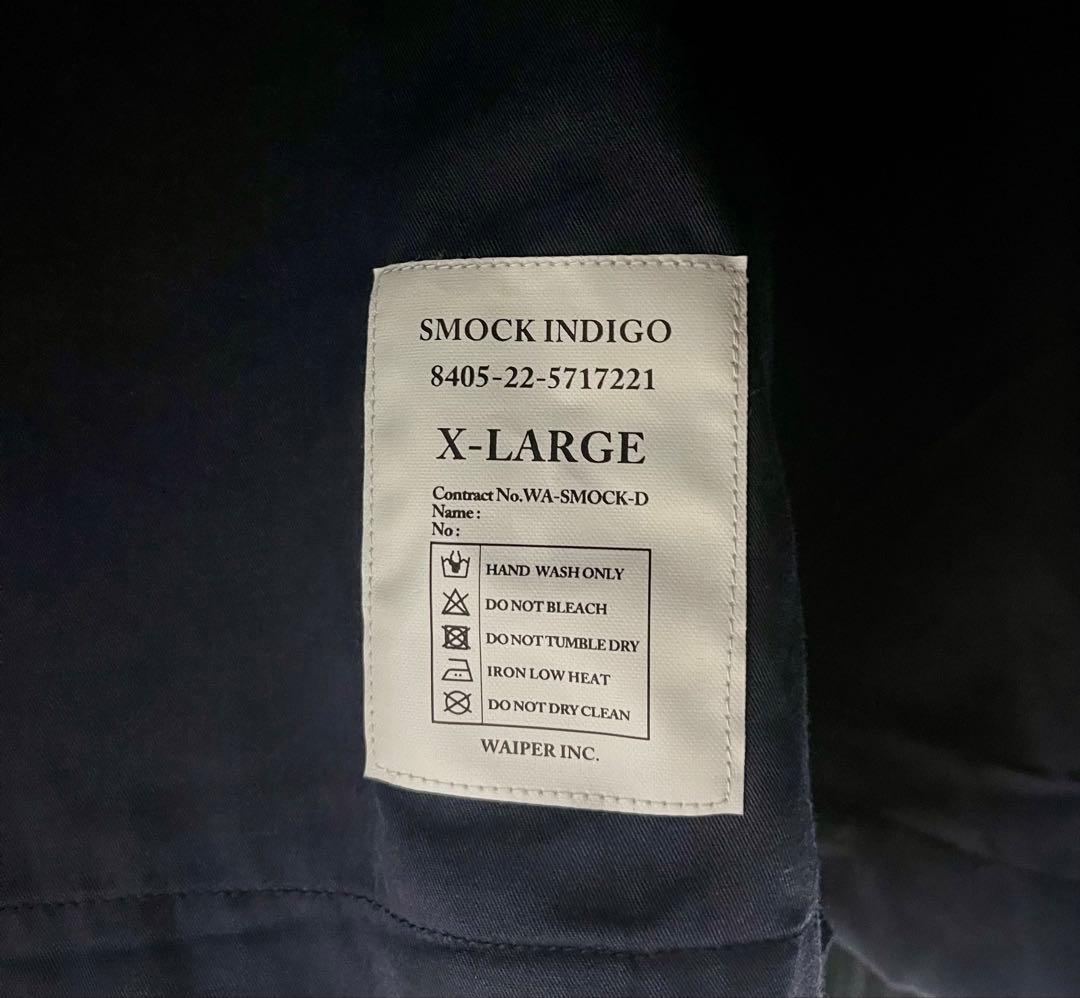 SMOCK INDIGO
8405-22-5717221
X-LARGE
Contract No.WA-SMOCK-D
Name :
No :
HAND WASH ONLY
DO NOT BLEACH
DO NOT TUMBLE DRY
IRON LOW HEAT
DO NOT DRY CLEAN
WAIPER INC.